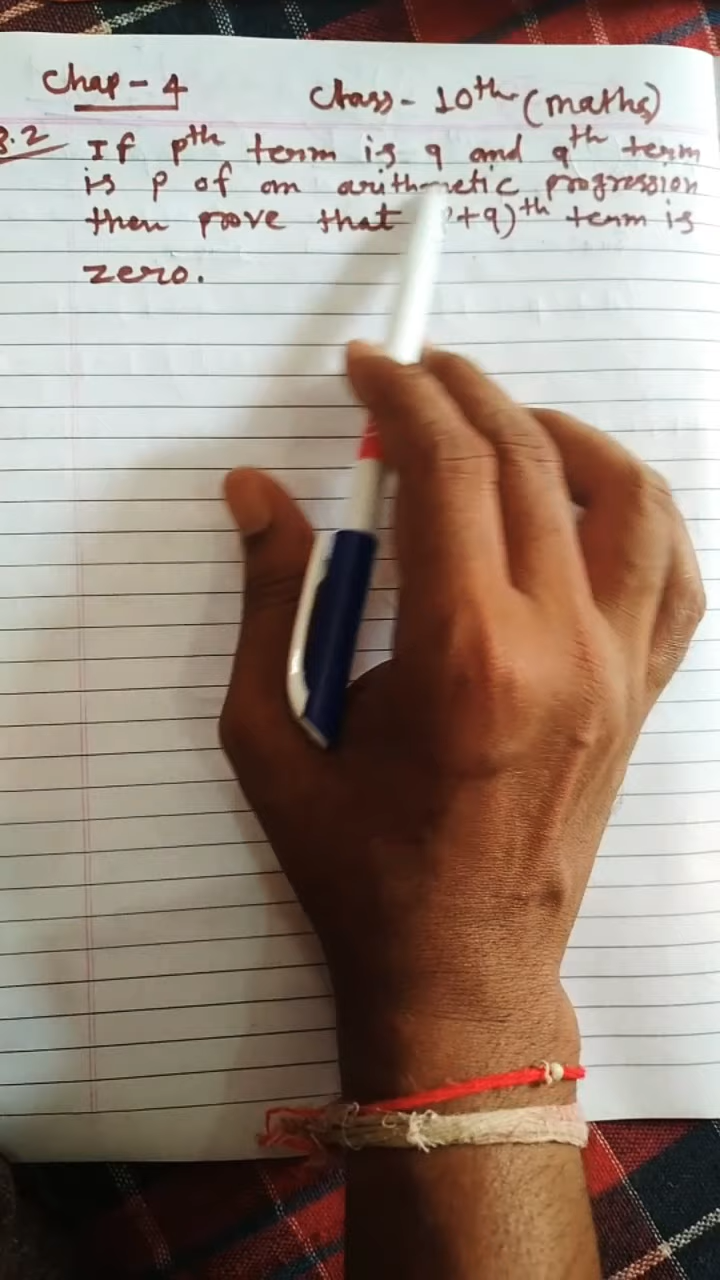 Chap - 4
Class - 10th (maths)
If pth term is q and qth term
is p of an arithmetic progression
then prove that +q)th term is
zero.